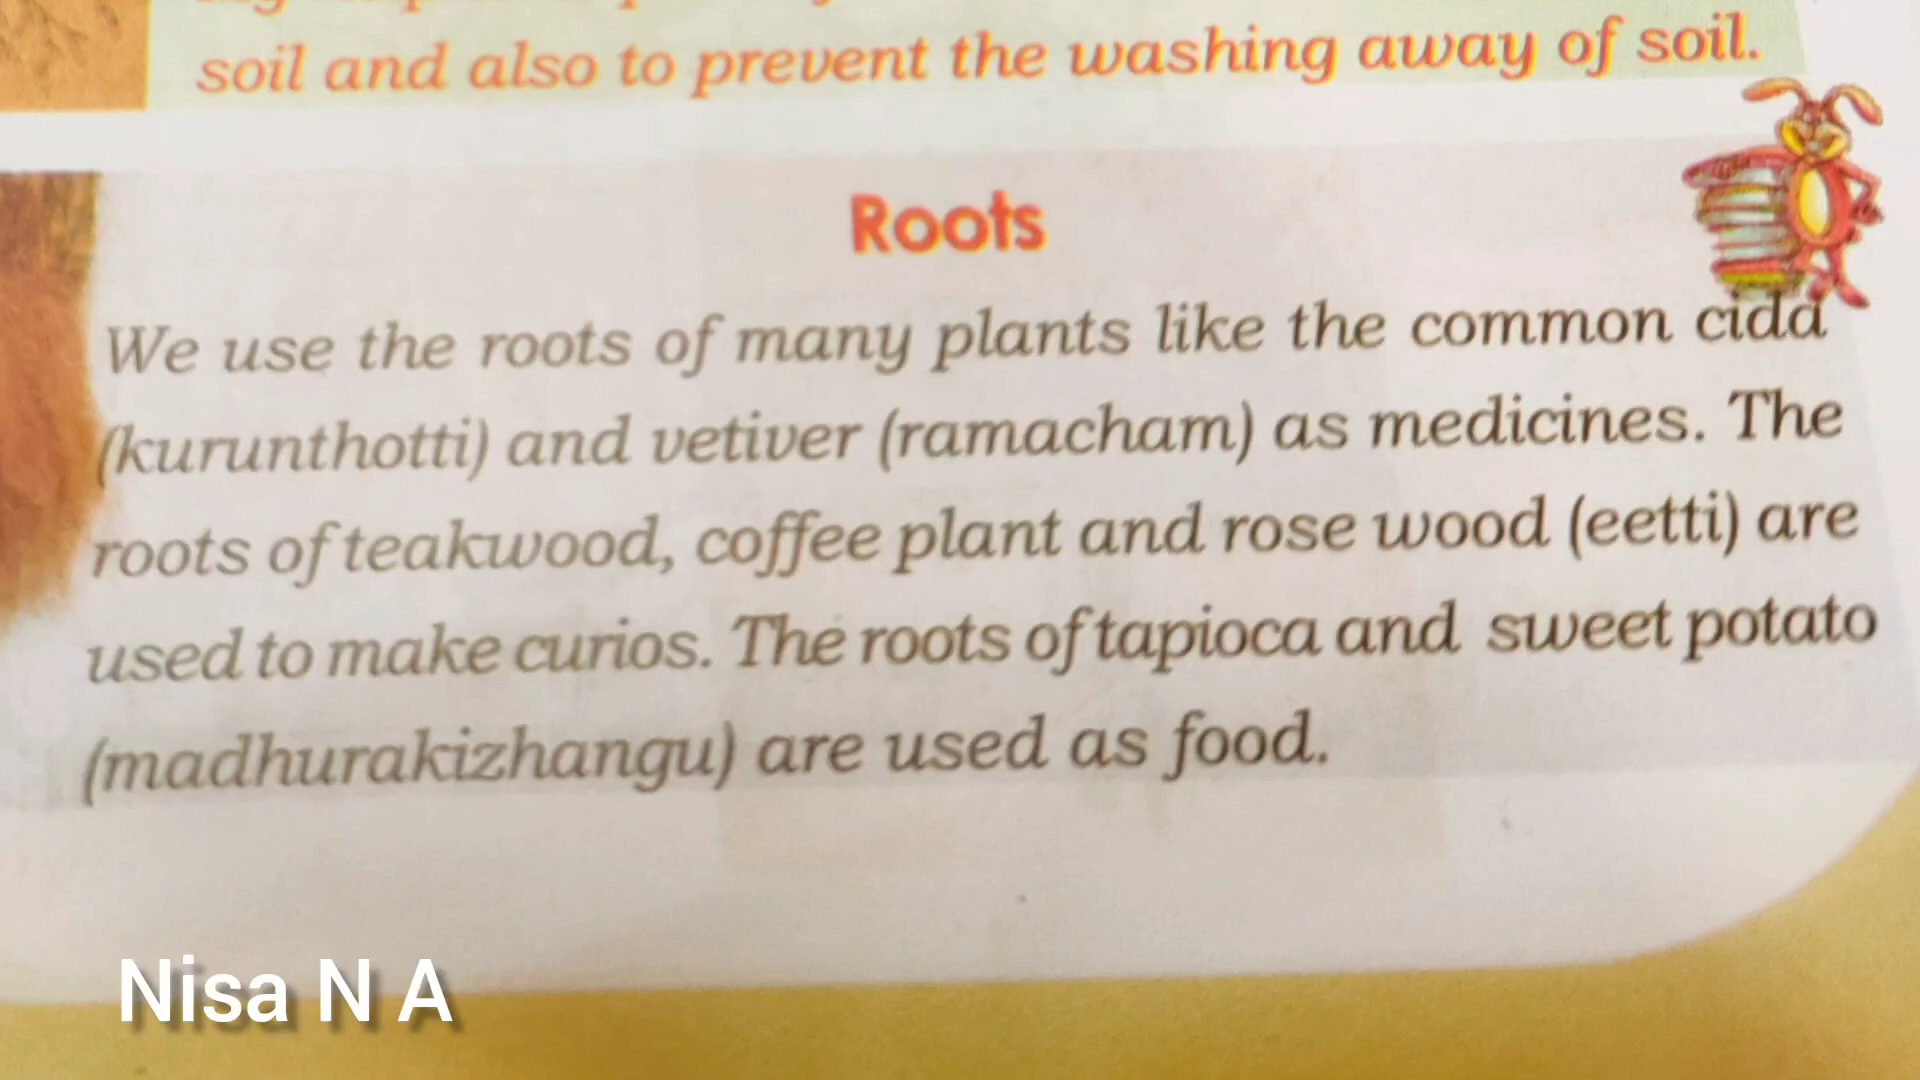 soil and also to prevent the washing away of soil.
Roots
We use the roots of many plants like the common cida
(kurunthotti) and vetiver (ramacham) as medicines. The
roots of teakwood, coffee plant and rose wood (eetti) are
used to make curios. The roots of tapioca and sweet potato
(madhurakizhangu) are used as food.
Nisa N A